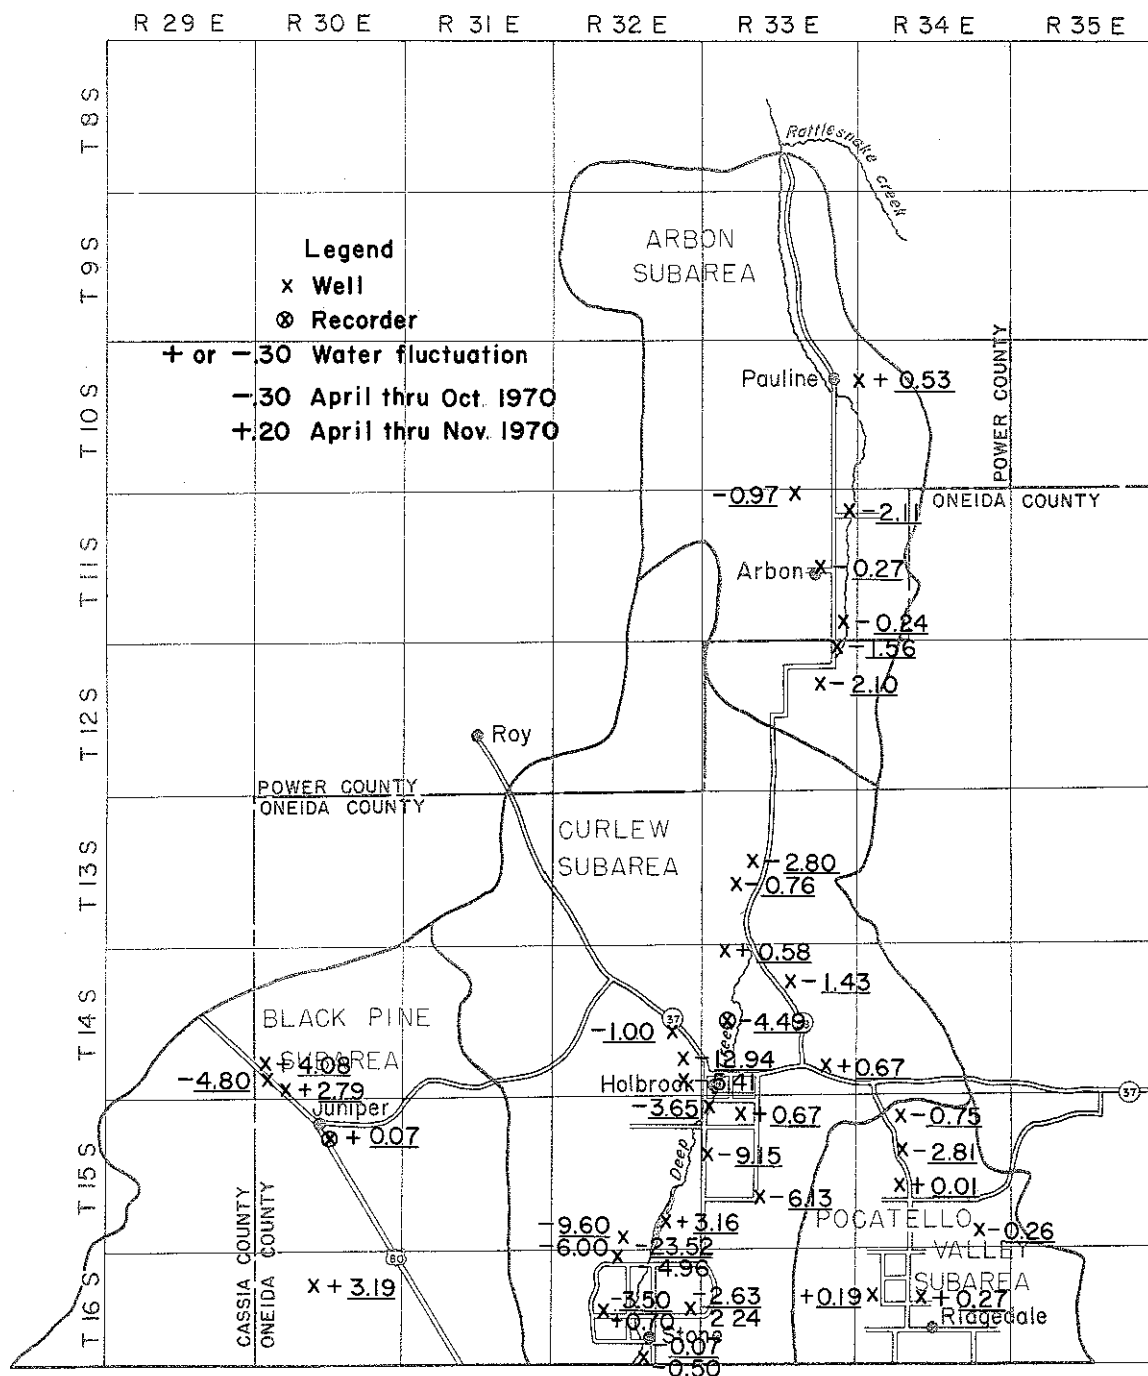 R 29 E R 30 E R 31 E R 32 E R 33 E R 34 E R 35 E
T 8 S
Rattlesnake creek
T 9 S
ARBON
SUBAREA
Legend
x Well
⊗ Recorder
+ or -.30 Water fluctuation
-.30 April thru Oct. 1970
+.20 April thru Nov. 1970
T 10 S
Pauline
+ 0.53
POWER COUNTY
ONEIDA COUNTY
-0.97
-2.11
T 11 S
Arbon
-0.27
-0.24
-1.56
-2.10
T 12 S
Roy
POWER COUNTY
ONEIDA COUNTY
CURLEW
SUBAREA
T 13 S
-2.80
-0.76
+ 0.58
-1.43
T 14 S
BLACK PINE
SUBAREA
37
-4.49
-1.00
-12.94
+0.67
+ 4.08
-4.80
+ 2.79
Holbrook
37
Juniper
-3.65
+0.67
-0.75
+ 0.07
T 15 S
Deep
-9.15
-2.81
+0.01
-6.13
POCATELLO
VALLEY
SUBAREA
-0.26
-9.60
+3.16
-6.00
-23.52
4.96
CASSIA COUNTY
ONEIDA COUNTY
80
T 16 S
+ 3.19
-3.50
+0.70
-2.63
2.24
+0.19
+0.27
Ridgedale
Stone
-0.07
-0.50